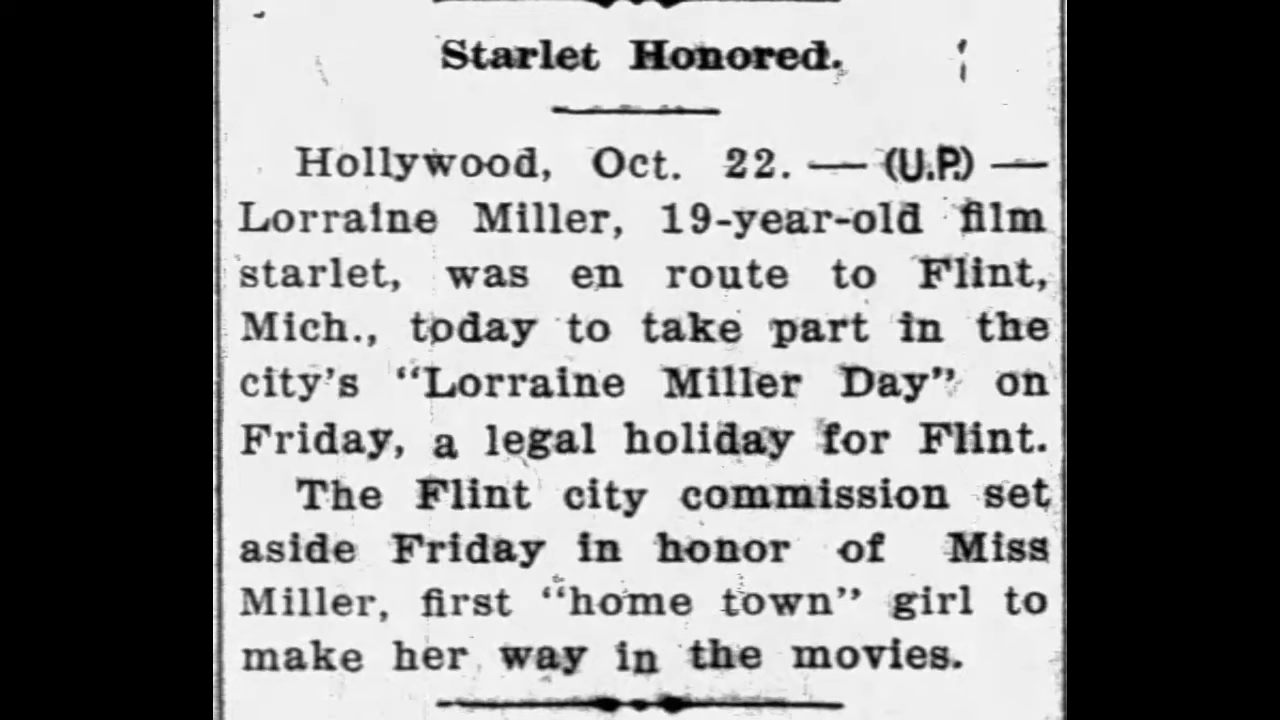 Starlet Honored.
Hollywood, Oct. 22. — (U.P.) —
Lorraine Miller, 19-year-old film
starlet, was en route to Flint,
Mich., today to take part in the
city's “Lorraine Miller Day” on
Friday, a legal holiday for Flint.
The Flint city commission set
aside Friday in honor of Miss
Miller, first “home town” girl to
make her way in the movies.